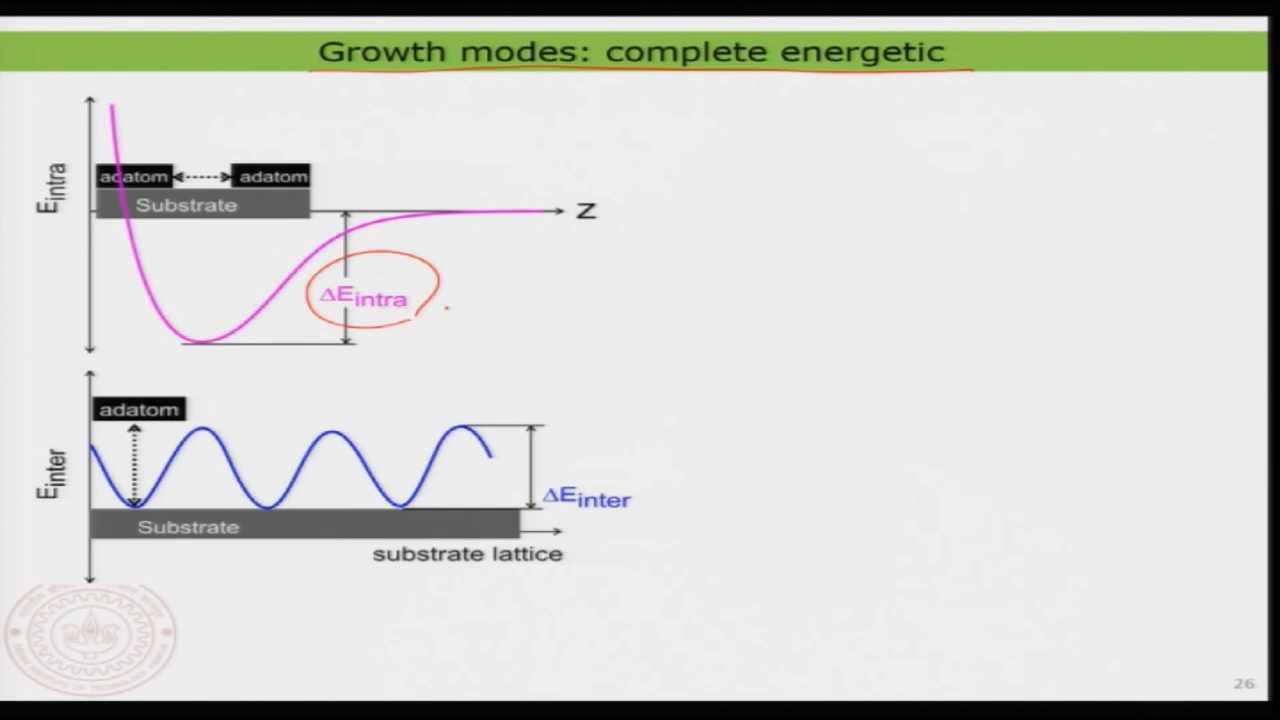 Growth modes: complete energetic
Eintra
adatom adatom
Substrate
Z
ΔEintra
Einter
adatom
ΔEinter
Substrate
substrate lattice
26